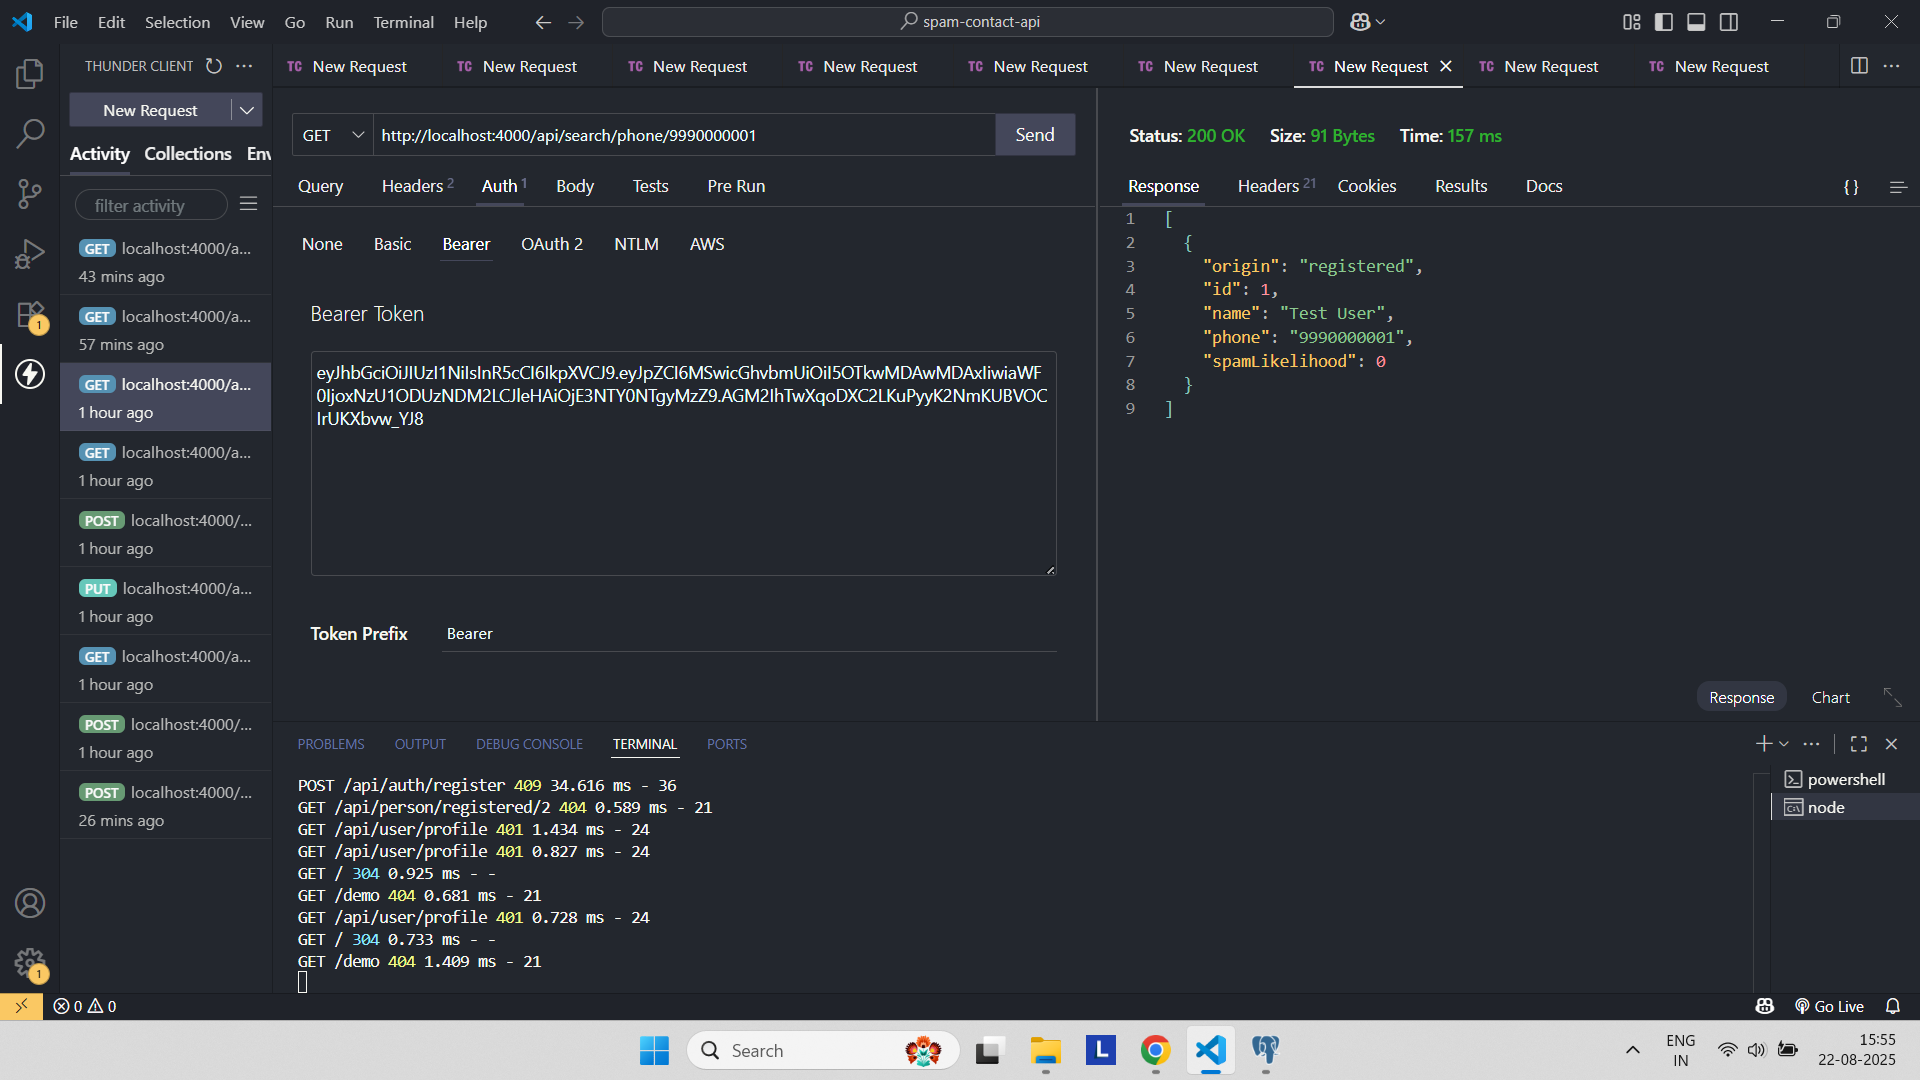 File Edit Selection View Go Run Terminal Help
spam-contact-api
THUNDER CLIENT
New Request
Activity Collections Env
filter activity
GET localhost:4000/a...
43 mins ago
GET localhost:4000/a...
57 mins ago
GET localhost:4000/a...
1 hour ago
GET localhost:4000/a...
1 hour ago
POST localhost:4000/...
1 hour ago
PUT localhost:4000/a...
1 hour ago
GET localhost:4000/a...
1 hour ago
POST localhost:4000/...
1 hour ago
POST localhost:4000/...
26 mins ago
1
1
TC New Request TC New Request TC New Request TC New Request TC New Request TC New Request TC New Request TC New Request TC New Request
GET http://localhost:4000/api/search/phone/9990000001 Send
Query Headers 2 Auth 1 Body Tests Pre Run
None Basic Bearer OAuth 2 NTLM AWS
Bearer Token
Token Prefix Bearer
Status: 200 OK Size: 91 Bytes Time: 157 ms
Response Headers 21 Cookies Results Docs {}
1 [
2 {
3 "origin": "registered",
4 "id": 1,
5 "name": "Test User",
6 "phone": "9990000001",
7 "spamLikelihood": 0
8 }
9 ]
Response Chart
PROBLEMS OUTPUT DEBUG CONSOLE TERMINAL PORTS
POST /api/auth/register 409 34.616 ms - 36
GET /api/person/registered/2 404 0.589 ms - 21
GET /api/user/profile 401 1.434 ms - 24
GET /api/user/profile 401 0.827 ms - 24
GET / 304 0.925 ms - -
GET /demo 404 0.681 ms - 21
GET /api/user/profile 401 0.728 ms - 24
GET / 304 0.733 ms - -
GET /demo 404 1.409 ms - 21
powershell
node
0 0
Go Live
Search
L
ENG
IN
15:55
22-08-2025